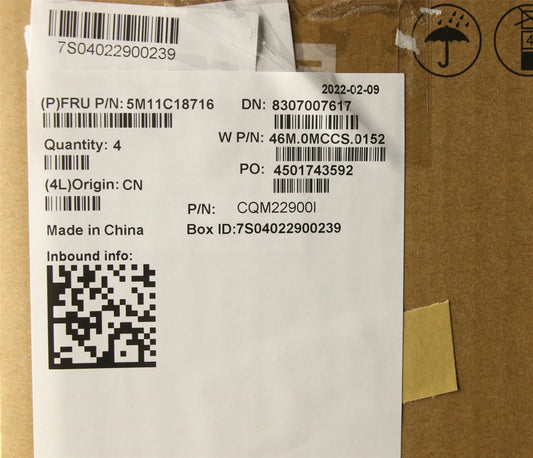 7S04022900239
2022-02-09
(P)FRU P/N: 5M11C18716 DN: 8307007617
Quantity: 4 W P/N: 46M.0MCCS.0152
(4L)Origin: CN PO: 4501743592
P/N: CQM22900I
Made in China Box ID:7S04022900239
Inbound info:
4